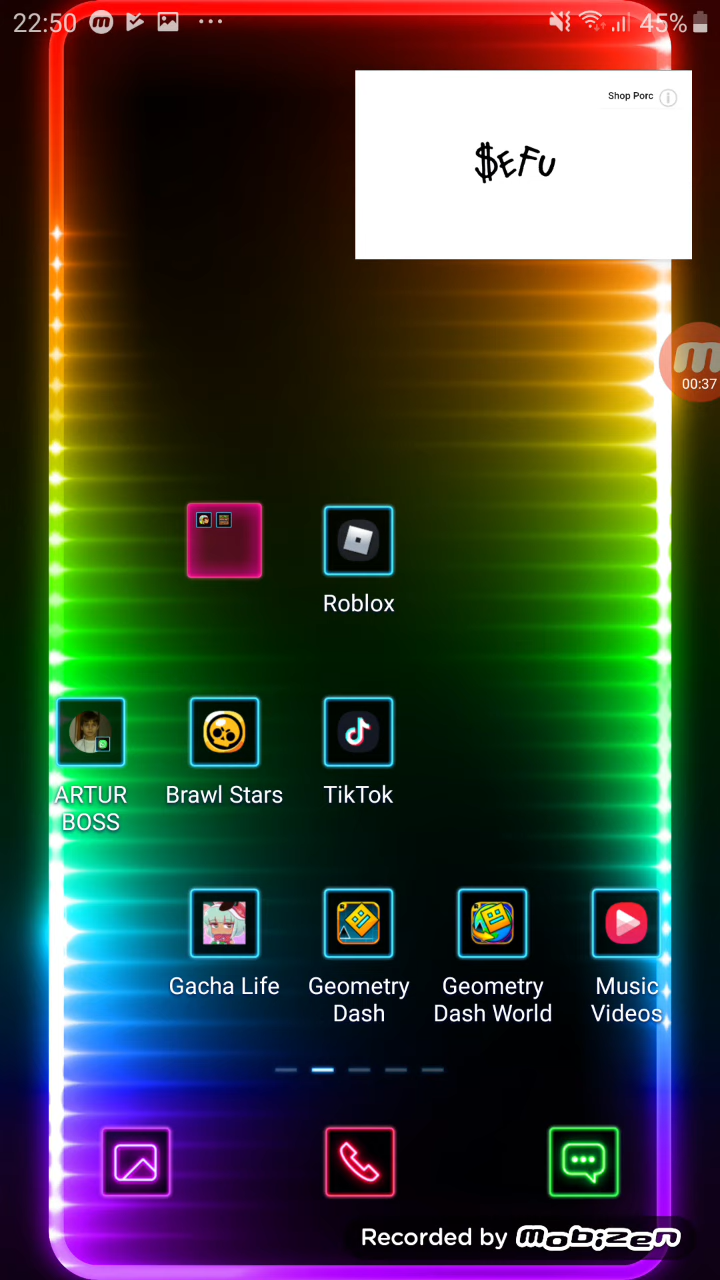 22:50
45%
Shop Porc
$EFU
00:37
Roblox
ARTUR
BOSS
Brawl Stars
TikTok
Gacha Life
Geometry
Dash
Geometry
Dash World
Music
Videos
Recorded by mobizen